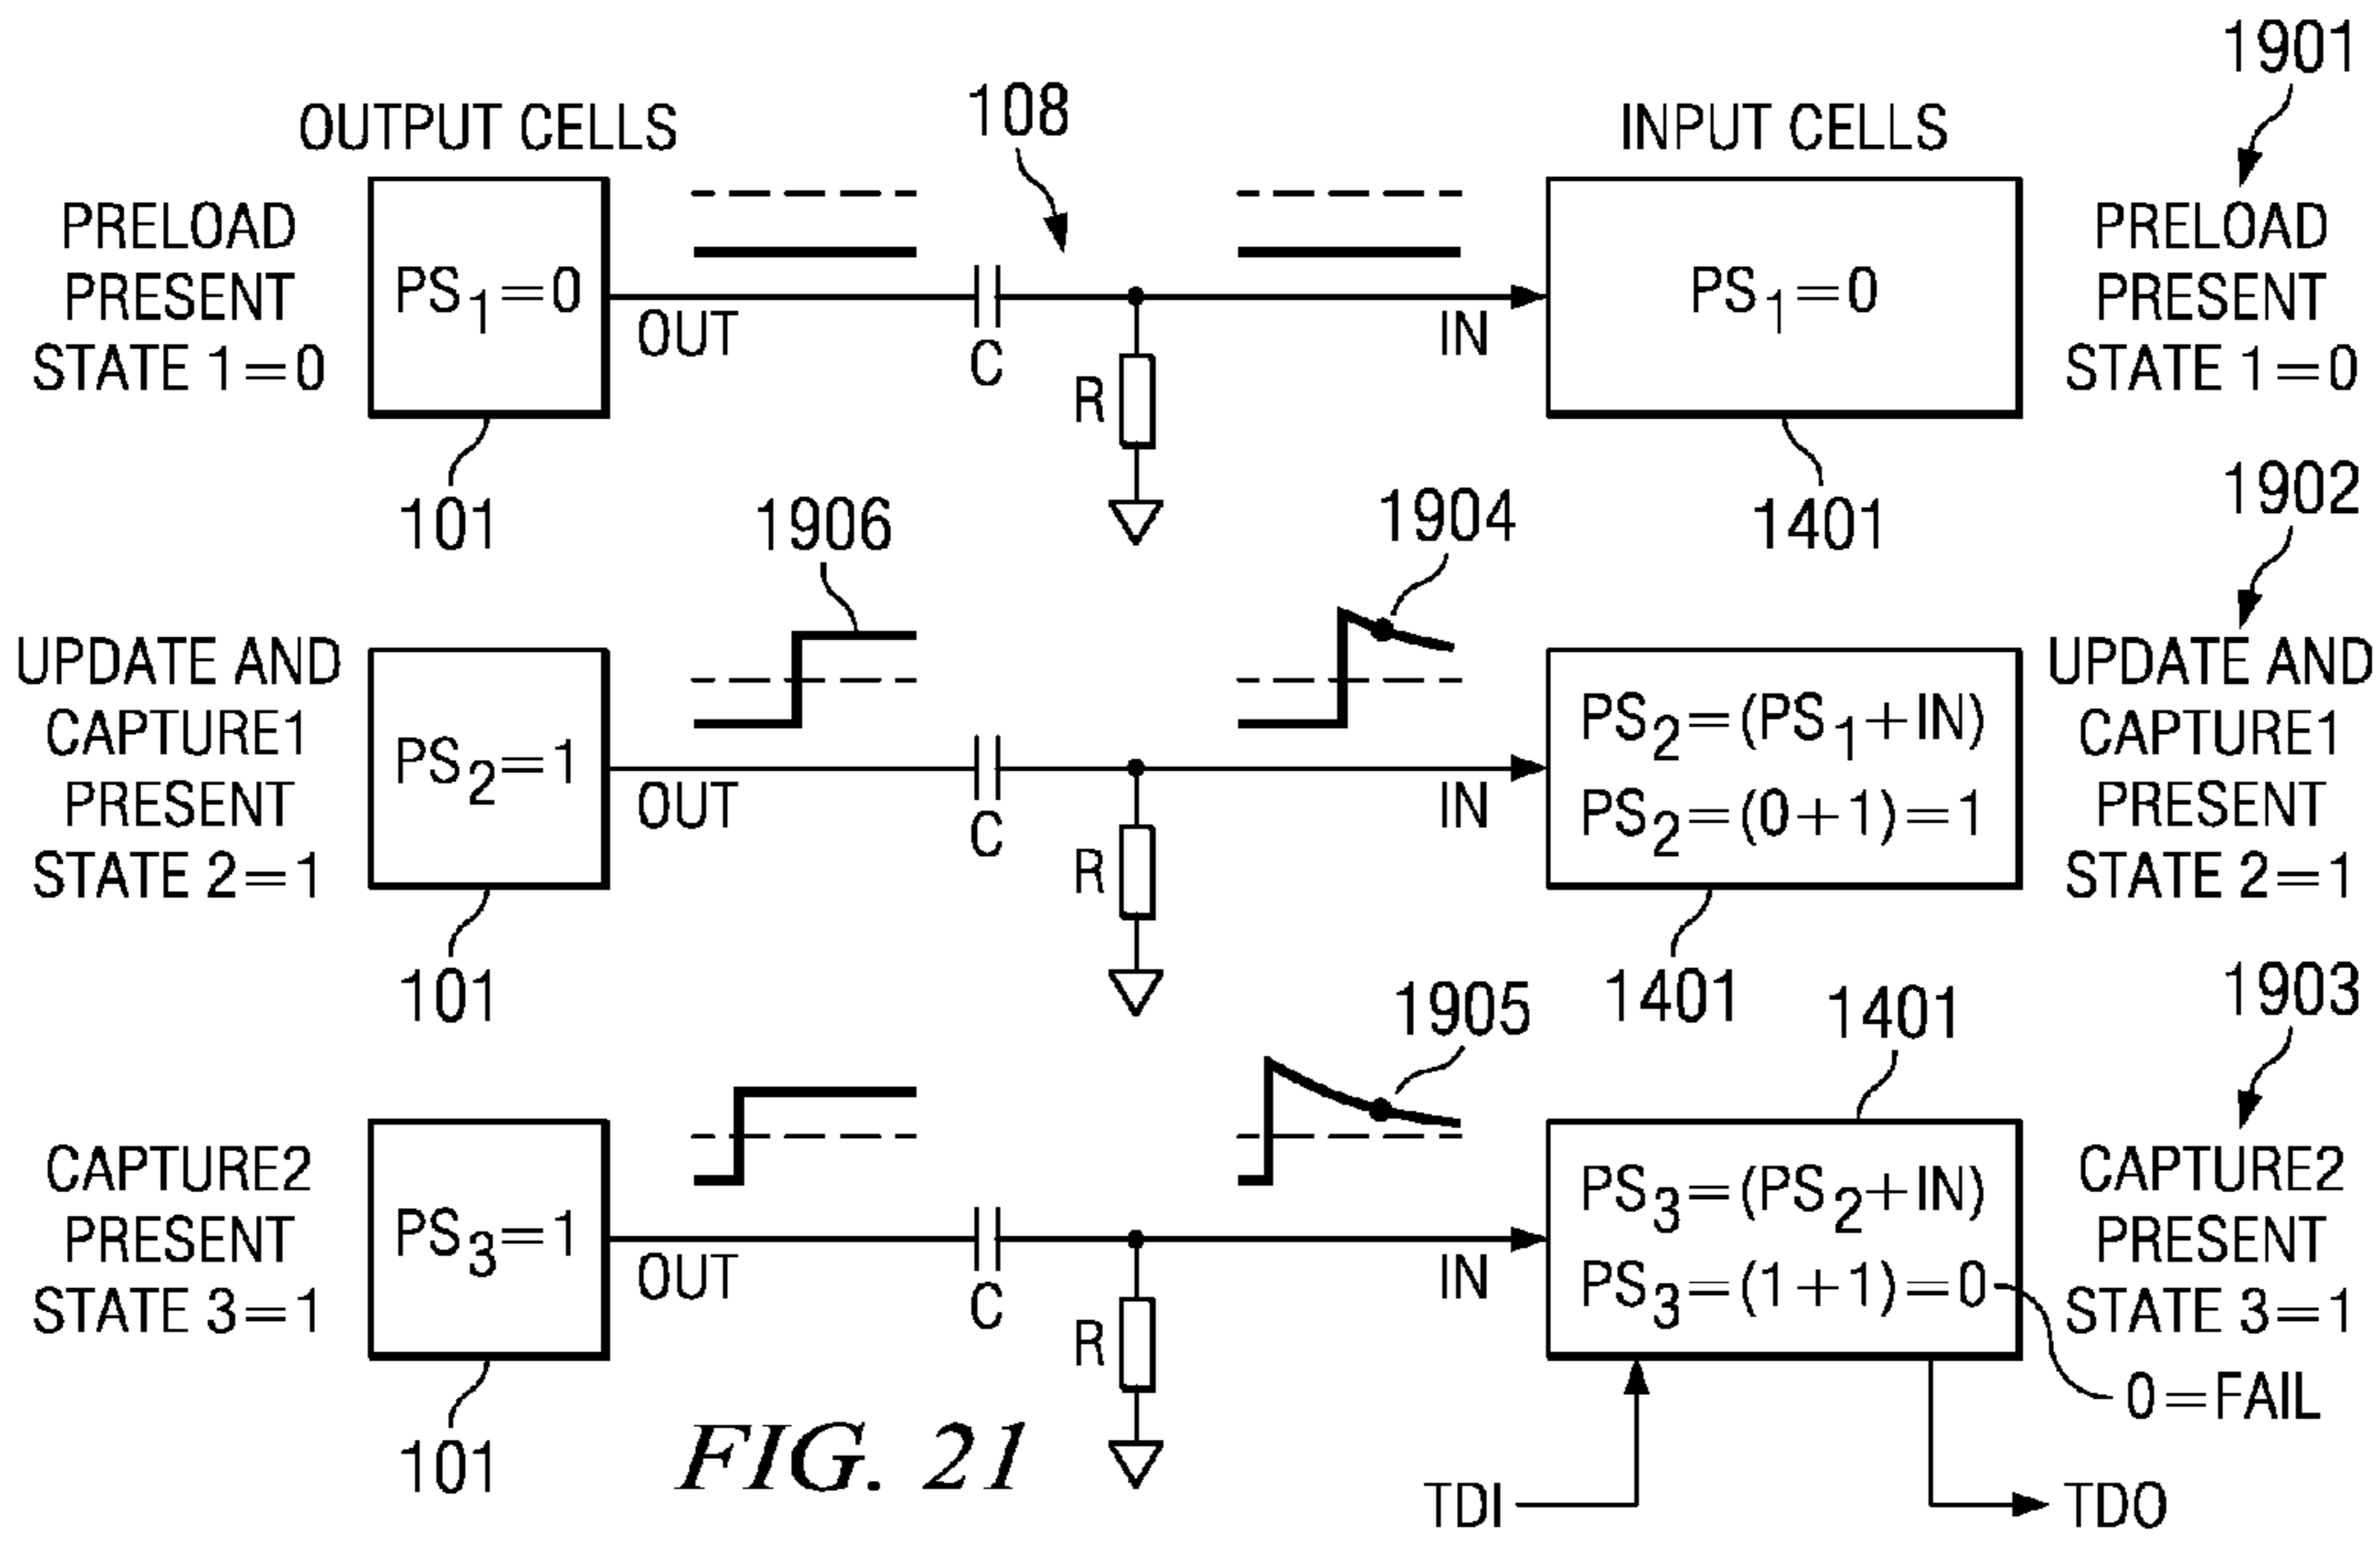 1901
OUTPUT CELLS
108
INPUT CELLS
PRELOAD
PRESENT
STATE 1=0
PS1=0
OUT
C
R
IN
PS1=0
PRELOAD
PRESENT
STATE 1=0
101
1401
1906
1904
1902
UPDATE AND
CAPTURE1
PRESENT
STATE 2=1
PS2=1
OUT
C
R
IN
PS2=(PS1+IN)
PS2=(0+1)=1
UPDATE AND
CAPTURE1
PRESENT
STATE 2=1
101
1401
1905
1401
1903
CAPTURE2
PRESENT
STATE 3=1
PS3=1
OUT
C
R
IN
PS3=(PS2+IN)
PS3=(1+1)=0
CAPTURE2
PRESENT
STATE 3=1
0=FAIL
101
FIG. 21
TDI
TDO